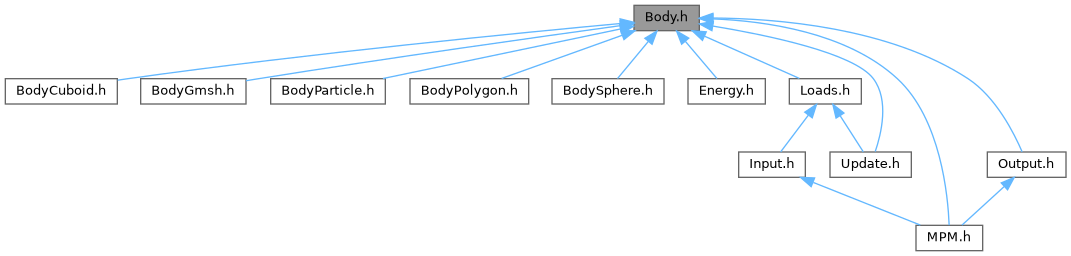 Body.h
BodyCuboid.h
BodyGmsh.h
BodyParticle.h
BodyPolygon.h
BodySphere.h
Energy.h
Loads.h
Input.h
Update.h
Output.h
MPM.h